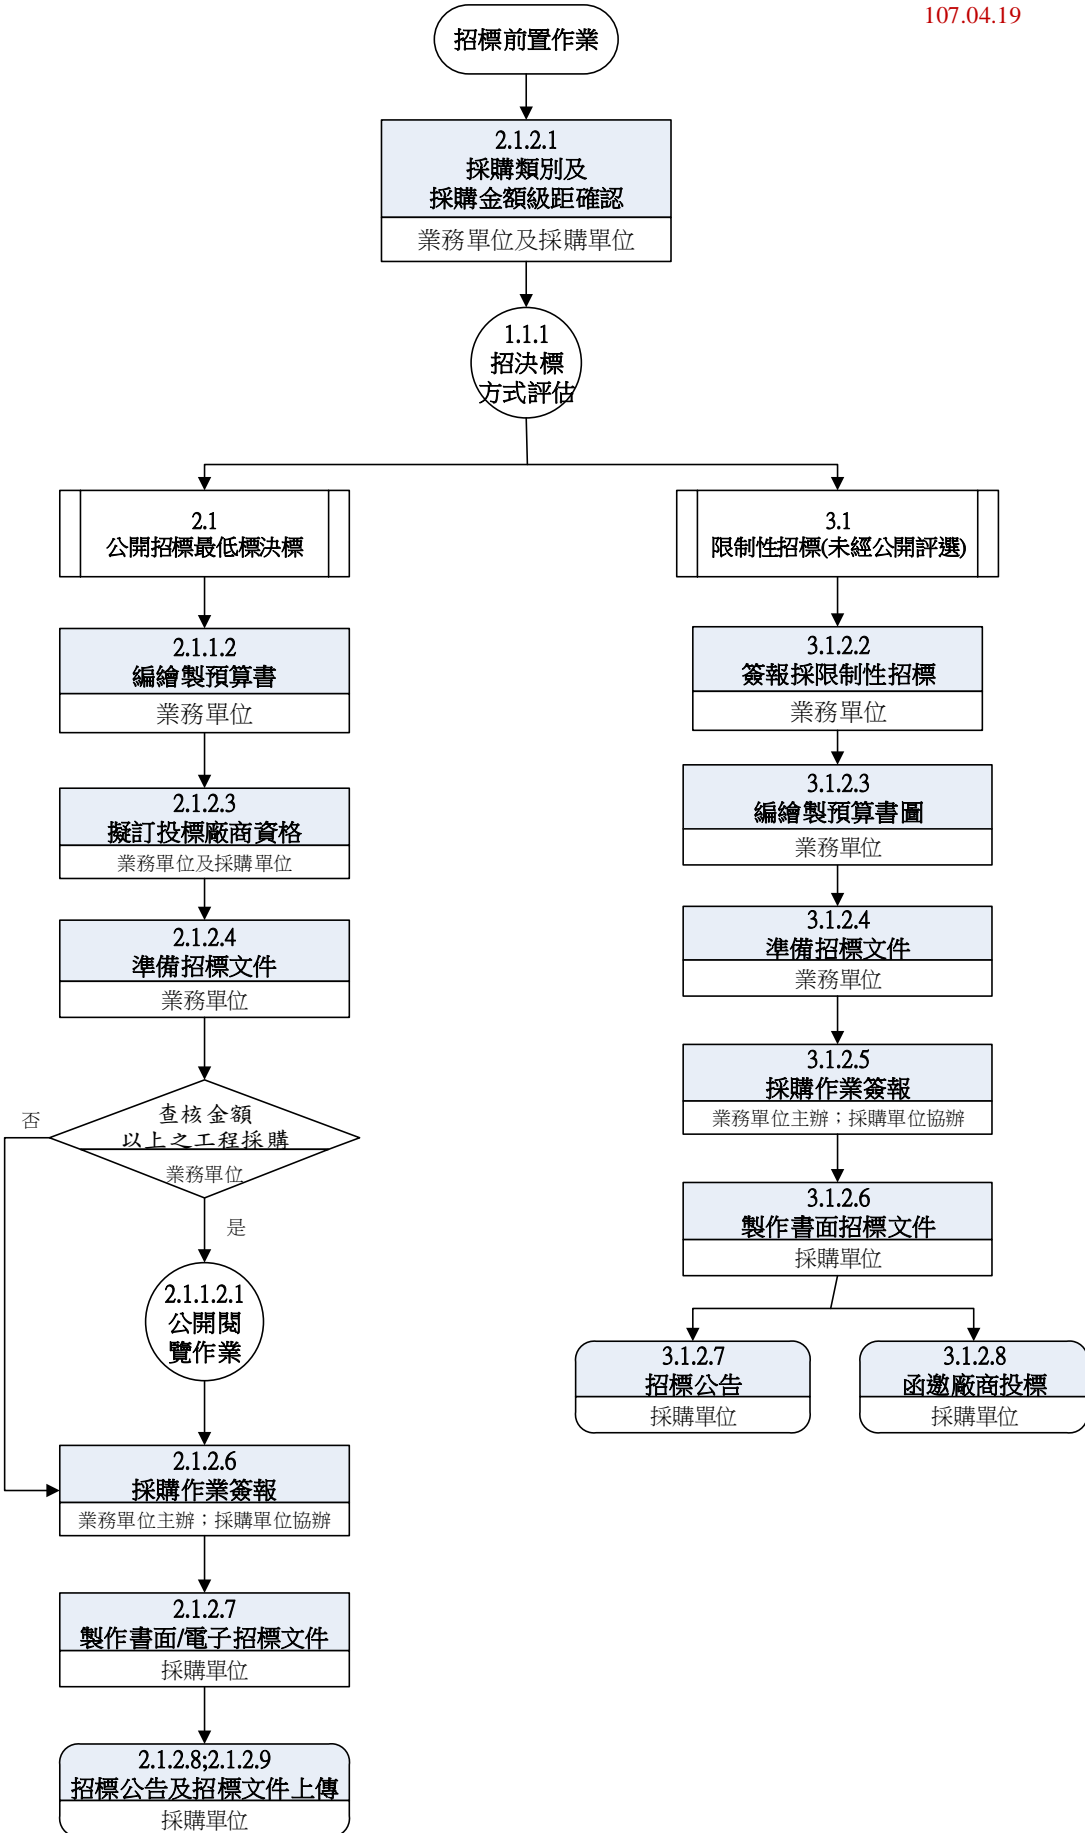 107.04.19
招標前置作業
2.1.2.1
採購類別及
採購金額級距確認
業務單位及採購單位
1.1.1
招決標
方式評估
2.1
公開招標最低標決標
2.1.1.2
編繪製預算書
業務單位
2.1.2.3
擬訂投標廠商資格
業務單位及採購單位
2.1.2.4
準備招標文件
業務單位
查核金額
以上之工程採購
業務單位
否
是
2.1.1.2.1
公開閱
覽作業
2.1.2.6
採購作業簽報
業務單位主辦；採購單位協辦
2.1.2.7
製作書面/電子招標文件
採購單位
2.1.2.8;2.1.2.9
招標公告及招標文件上傳
採購單位
3.1
限制性招標(未經公開評選)
3.1.2.2
簽報採限制性招標
業務單位
3.1.2.3
編繪製預算書圖
業務單位
3.1.2.4
準備招標文件
業務單位
3.1.2.5
採購作業簽報
業務單位主辦；採購單位協辦
3.1.2.6
製作書面招標文件
採購單位
3.1.2.7
招標公告
採購單位
3.1.2.8
函邀廠商投標
採購單位